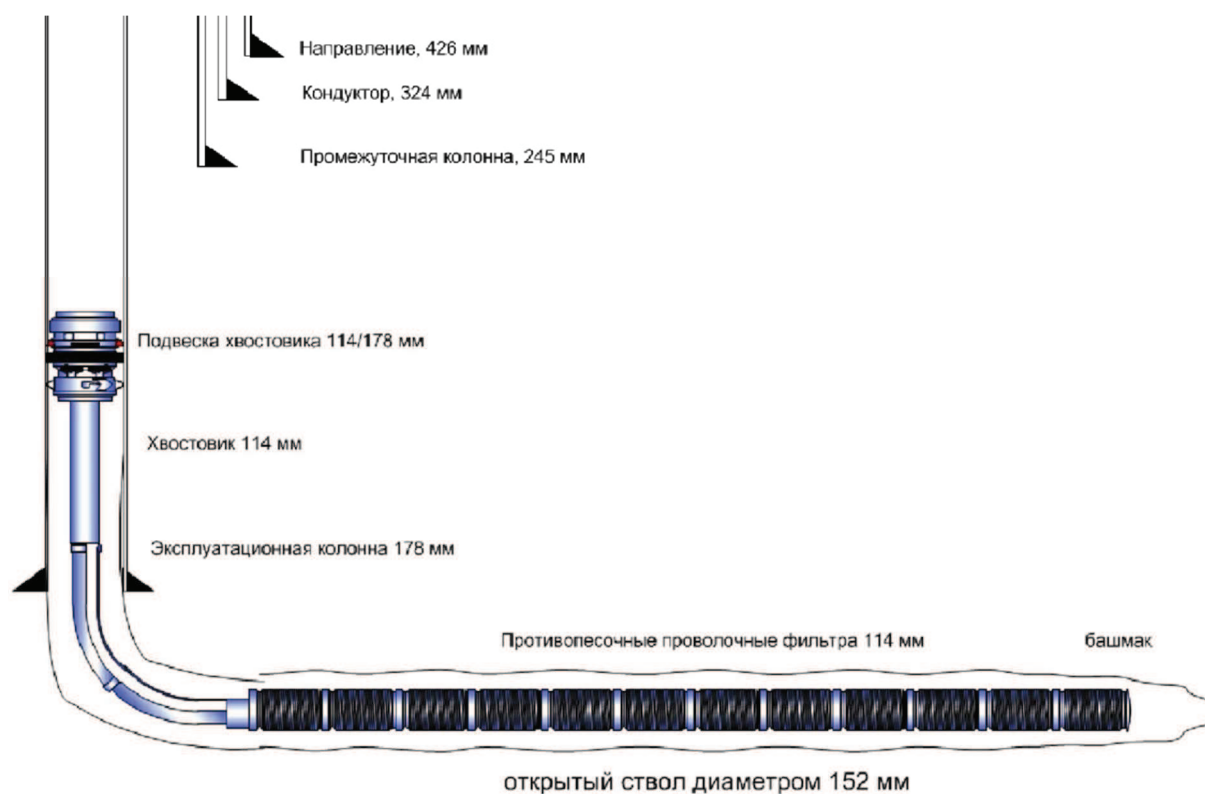 Направление, 426 мм
Кондуктор, 324 мм
Промежуточная колонна, 245 мм
Подвеска хвостовика 114/178 мм
Хвостовик 114 мм
Эксплуатационная колонна 178 мм
Противопесочные проволочные фильтра 114 мм
башмак
открытый ствол диаметром 152 мм